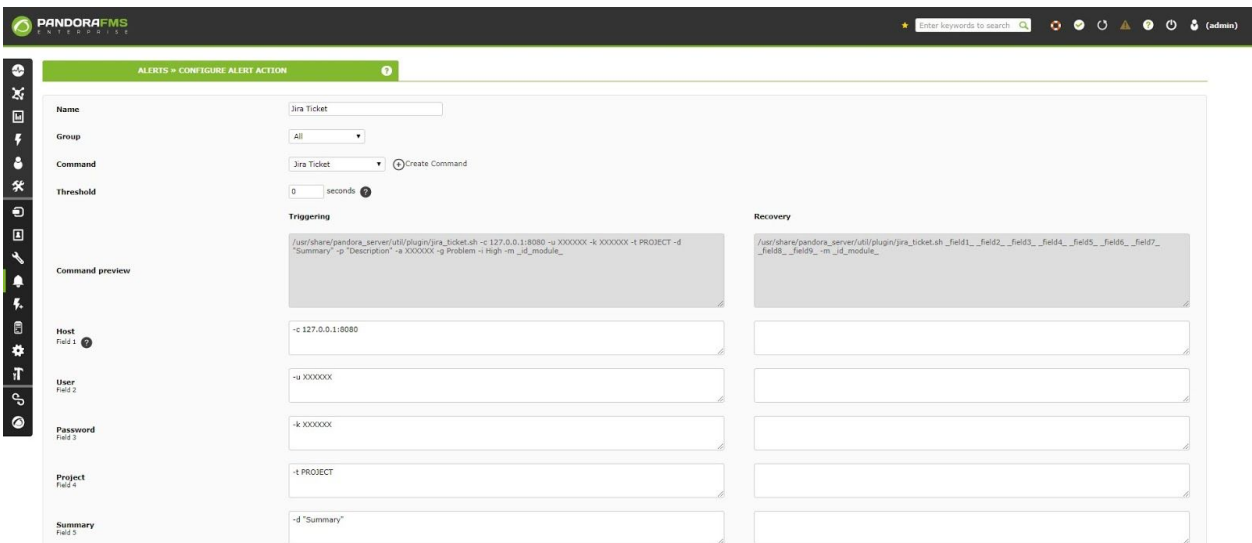 PANDORAFMS
ENTERPRISE
Enter keywords to search
(admin)
ALERTS » CONFIGURE ALERT ACTION
Name
Jira Ticket
Group
All
Command
Jira Ticket
Create Command
Threshold
0
seconds
Triggering
Recovery
Command preview
/usr/share/pandora_server/util/plugin/jira_ticket.sh -c 127.0.0.1:8080 -u XXXXXX -k XXXXXX -t PROJECT -d
"Summary" -p "Description" -a XXXXXX -g Problem -i High -m _id_module_
/usr/share/pandora_server/util/plugin/jira_ticket.sh _field1_ _field2_ _field3_ _field4_ _field5_ _field6_ _field7_
_field8_ _field9_ -m _id_module_
Host
Field 1
-c 127.0.0.1:8080
User
Field 2
-u XXXXXX
Password
Field 3
-k XXXXXX
Project
Field 4
-t PROJECT
Summary
Field 5
-d "Summary"